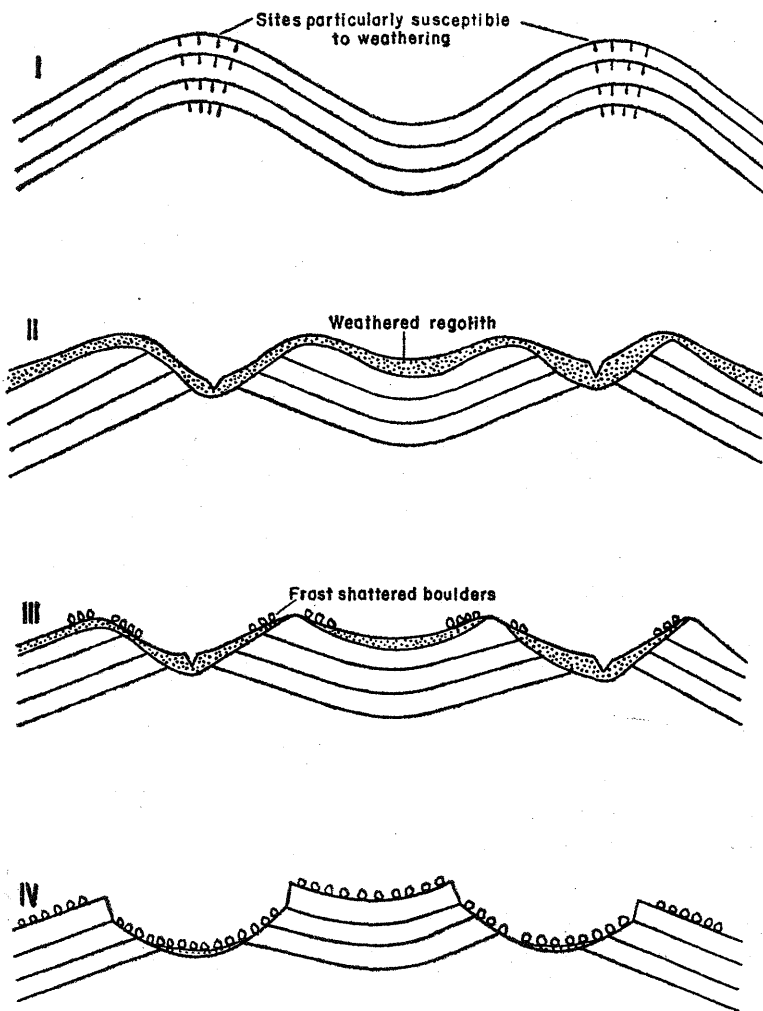 Sites particularly susceptible
to weathering
I
II
Weathered regolith
III
Frost shattered boulders
IV